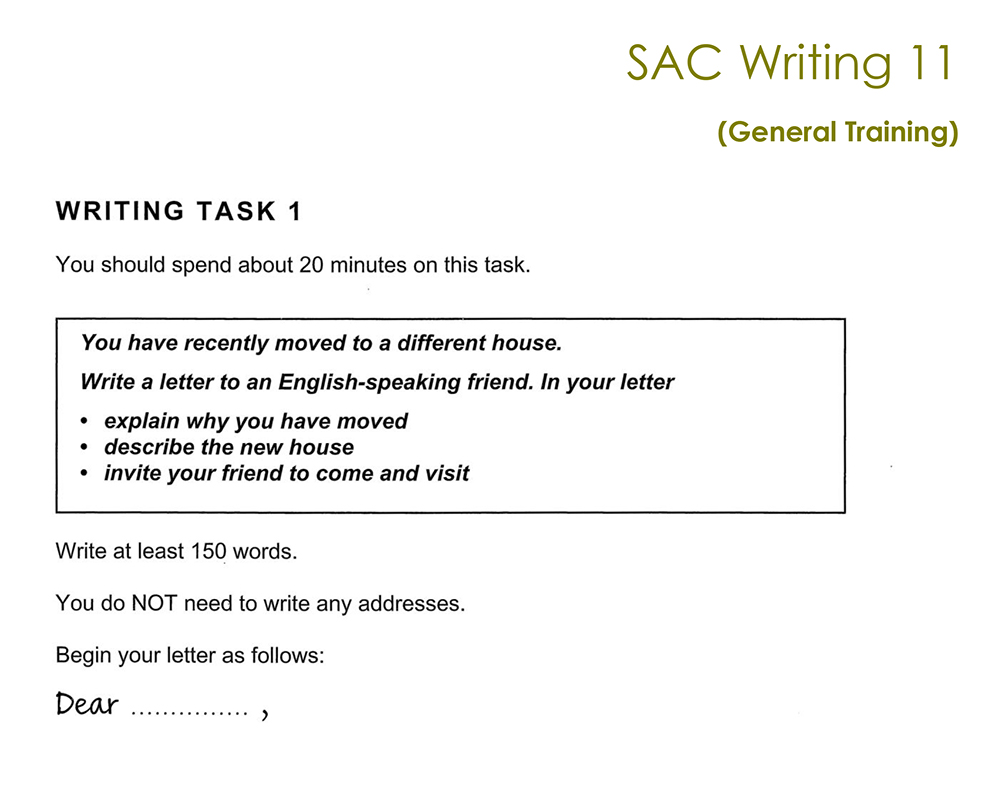 SAC Writing 11
(General Training)
WRITING TASK 1
You should spend about 20 minutes on this task.
You have recently moved to a different house.
Write a letter to an English-speaking friend. In your letter
• explain why you have moved
• describe the new house
• invite your friend to come and visit
Write at least 150 words.
You do NOT need to write any addresses.
Begin your letter as follows:
Dear ............... ,